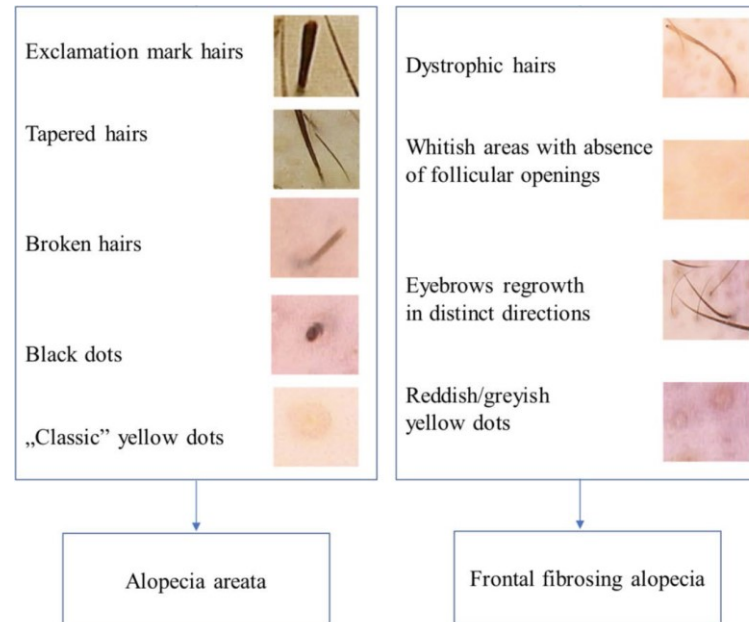 Exclamation mark hairs
Tapered hairs
Broken hairs
Black dots
„Classic” yellow dots
Alopecia areata
Dystrophic hairs
Whitish areas with absence
of follicular openings
Eyebrows regrowth
in distinct directions
Reddish/greyish
yellow dots
Frontal fibrosing alopecia